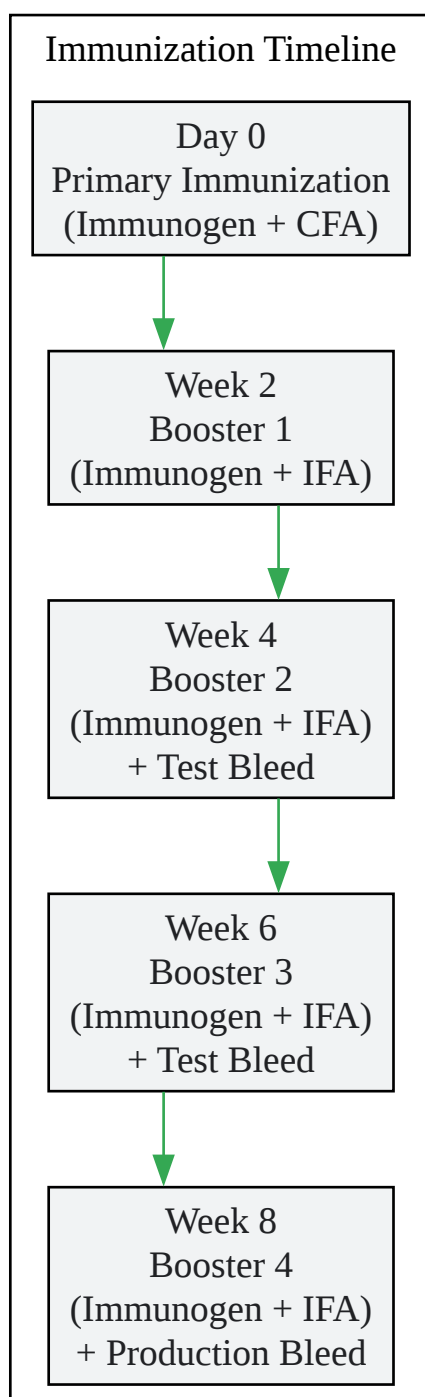 Immunization Timeline
Day 0
Primary Immunization
(Immunogen + CFA)
Week 2
Booster 1
(Immunogen + IFA)
Week 4
Booster 2
(Immunogen + IFA)
+ Test Bleed
Week 6
Booster 3
(Immunogen + IFA)
+ Test Bleed
Week 8
Booster 4
(Immunogen + IFA)
+ Production Bleed